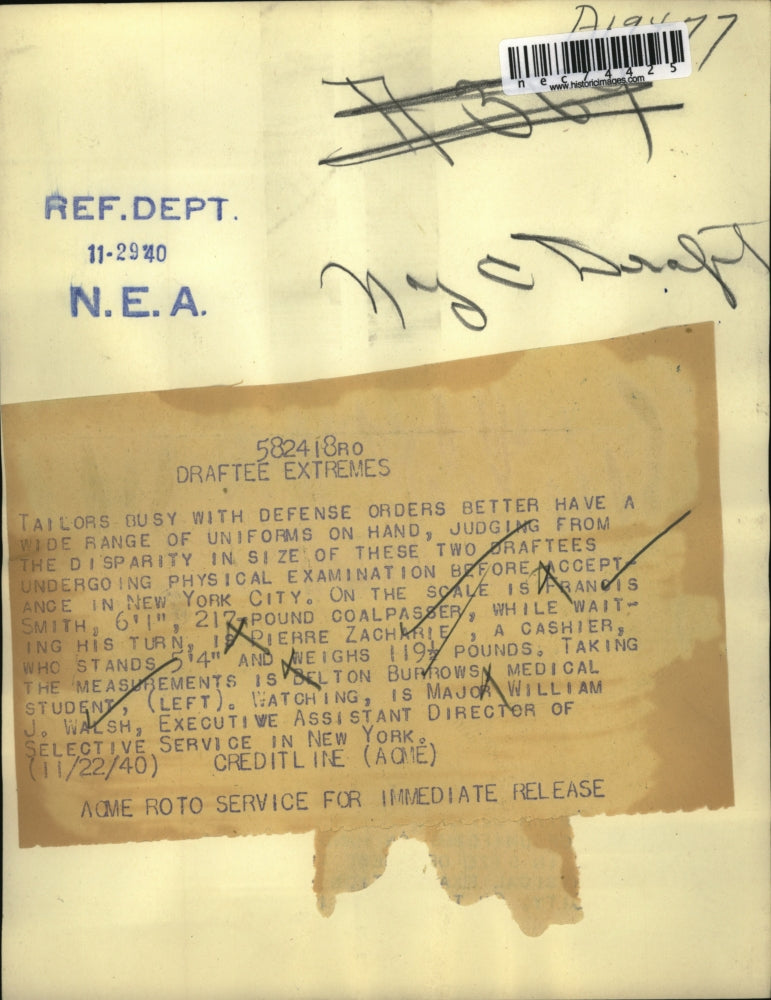 A19477
nec74425
www.historicimages.com
REF.DEPT.
11-29 40
N.E.A.
NYC Draft
582418RO
DRAFTEE EXTREMES
TAILORS BUSY WITH DEFENSE ORDERS BETTER HAVE A
WIDE RANGE OF UNIFORMS ON HAND, JUDGING FROM
THE DISPARITY IN SIZE OF THESE TWO DRAFTEES
UNDERGOING PHYSICAL EXAMINATION BEFORE ACCEPT-
ANCE IN NEW YORK CITY. ON THE SCALE IS FRANCIS
SMITH, 6'1", 217-POUND COALPASSER, WHILE WAIT-
ING HIS TURN, IS PIERRE ZACHARIE, A CASHIER,
WHO STANDS 5'4" AND WEIGHS 119½ POUNDS. TAKING
THE MEASUREMENTS IS BELTON BURROWS, MEDICAL
STUDENT, (LEFT). WATCHING, IS MAJOR WILLIAM
J. WALSH, EXECUTIVE ASSISTANT DIRECTOR OF
SELECTIVE SERVICE IN NEW YORK.
(11/22/40) CREDITLINE (ACME)
ACME ROTO SERVICE FOR IMMEDIATE RELEASE